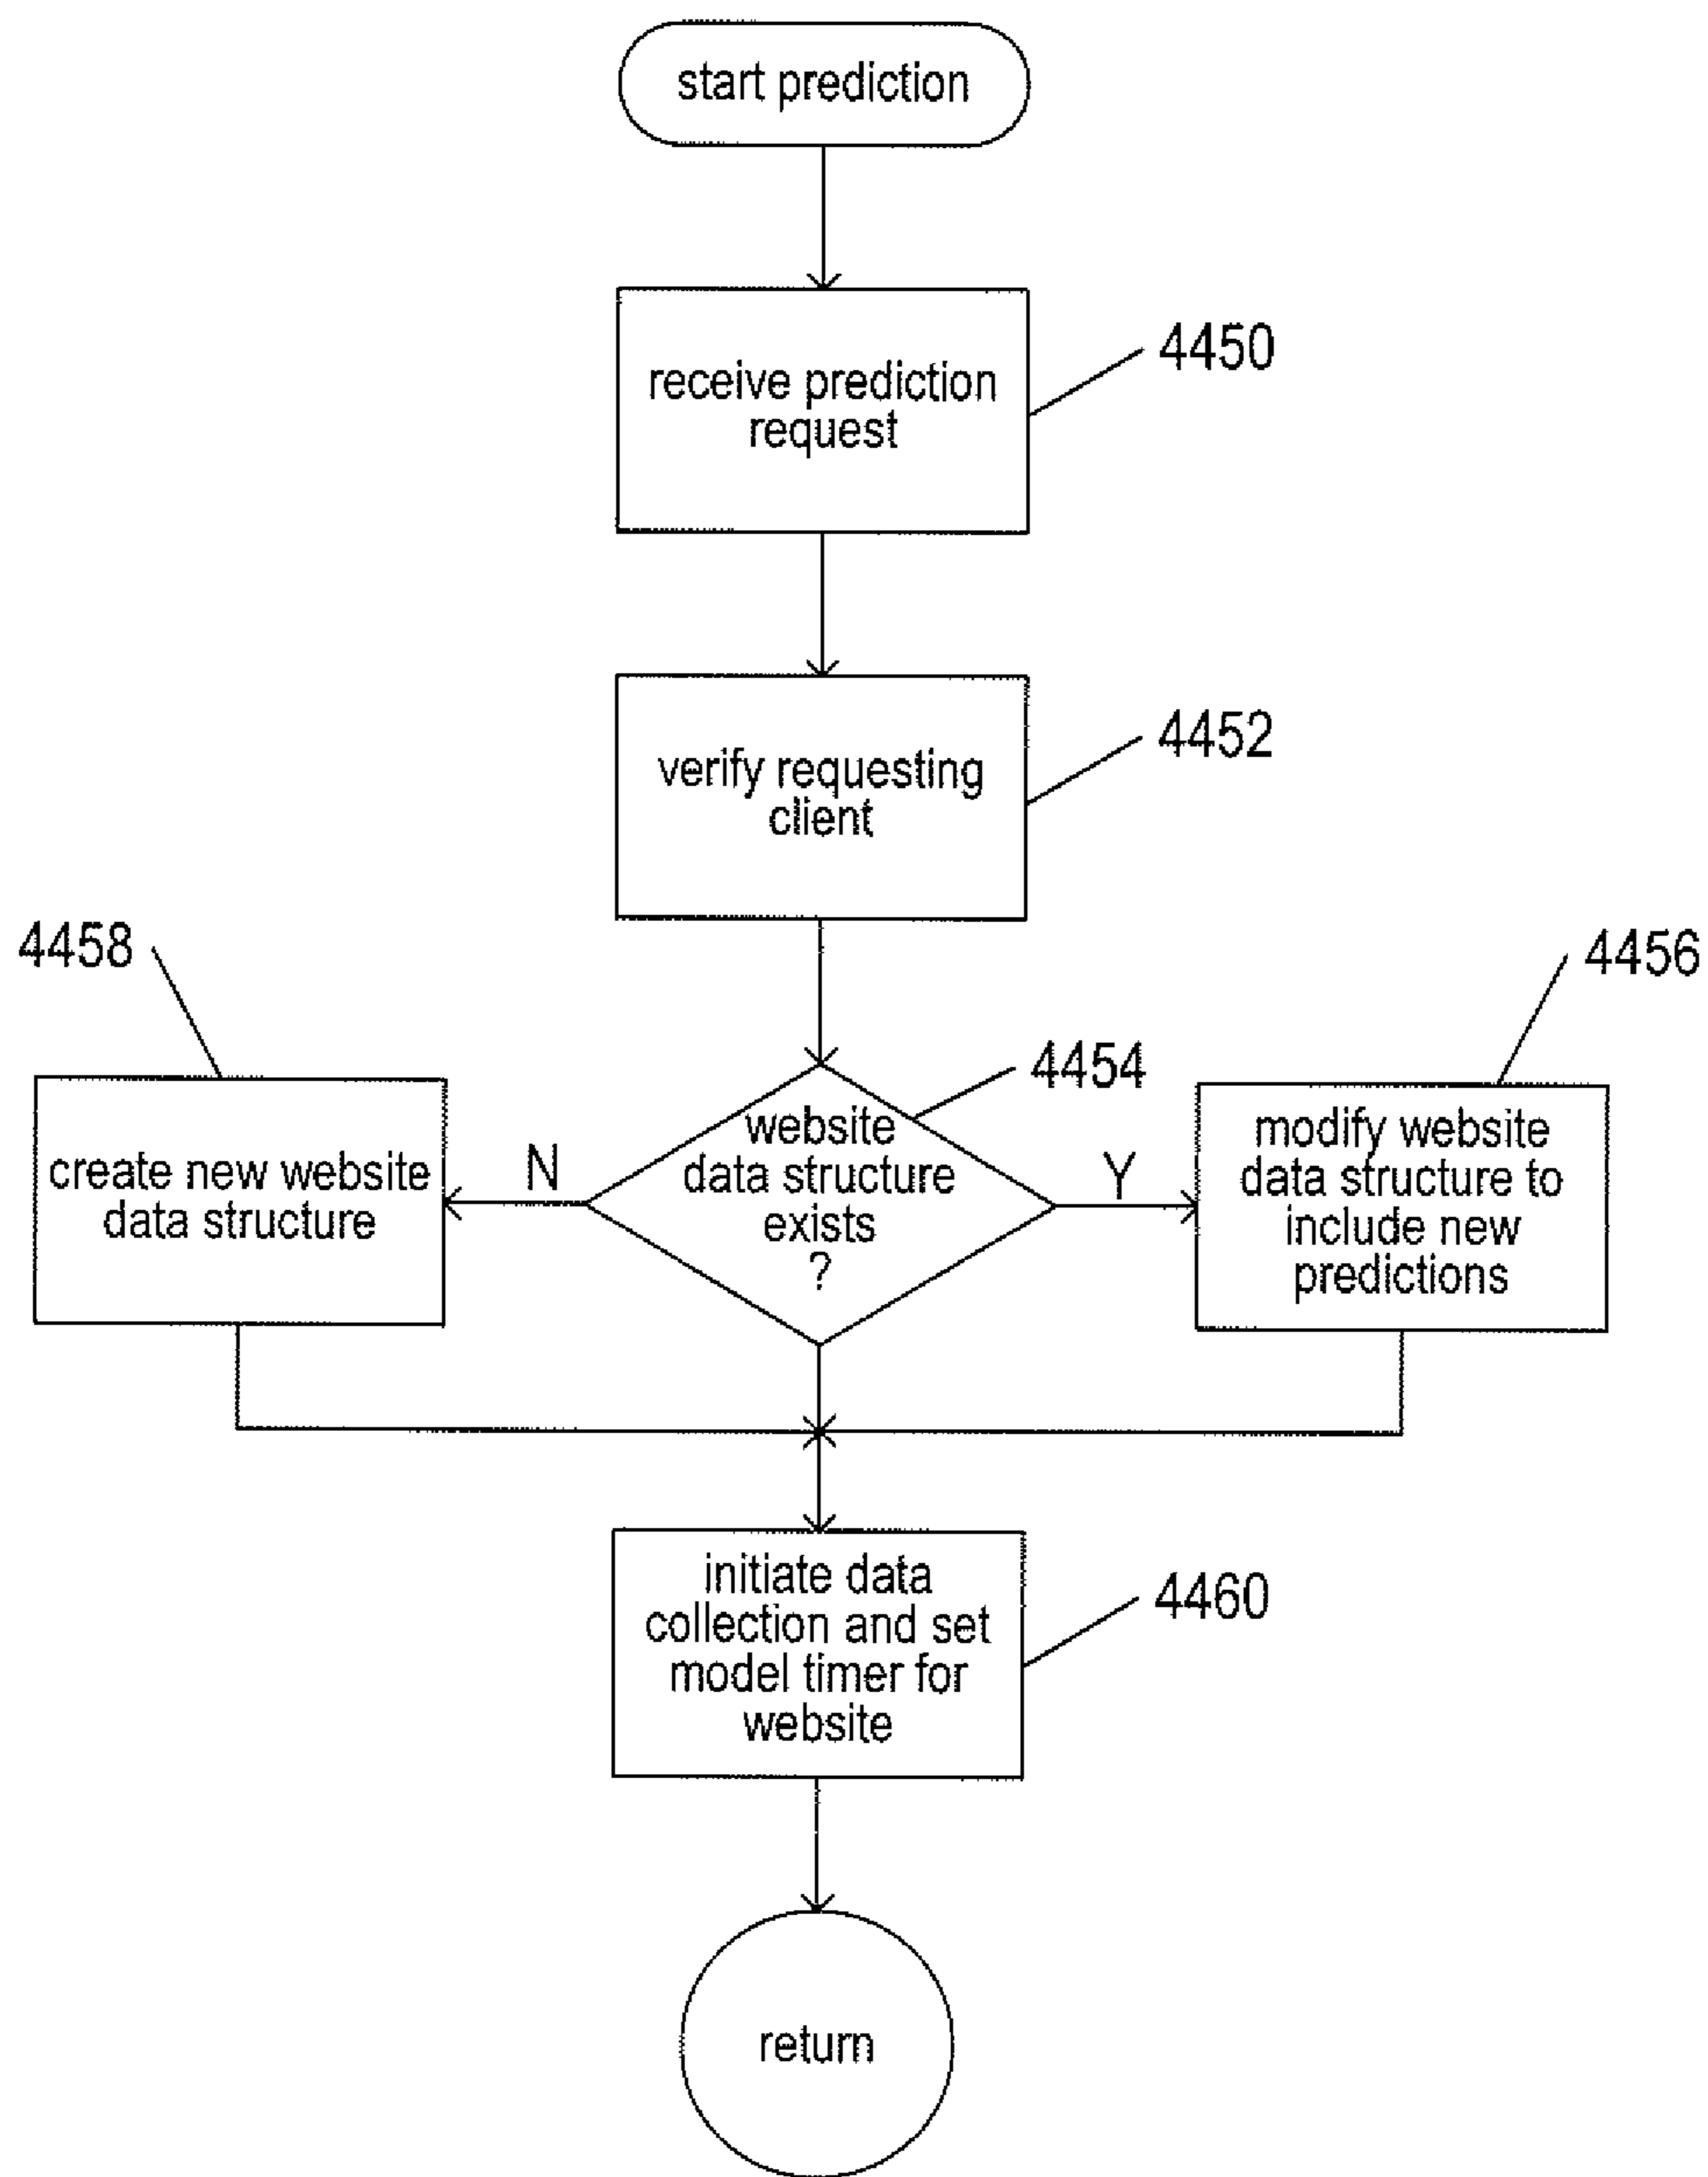 start prediction
receive prediction
request
4450
verify requesting
client
4452
4458
4456
4454
create new website
data structure
N
website
data structure
exists
?
Y
modify website
data structure to
include new
predictions
initiate data
collection and set
model timer for
website
4460
return